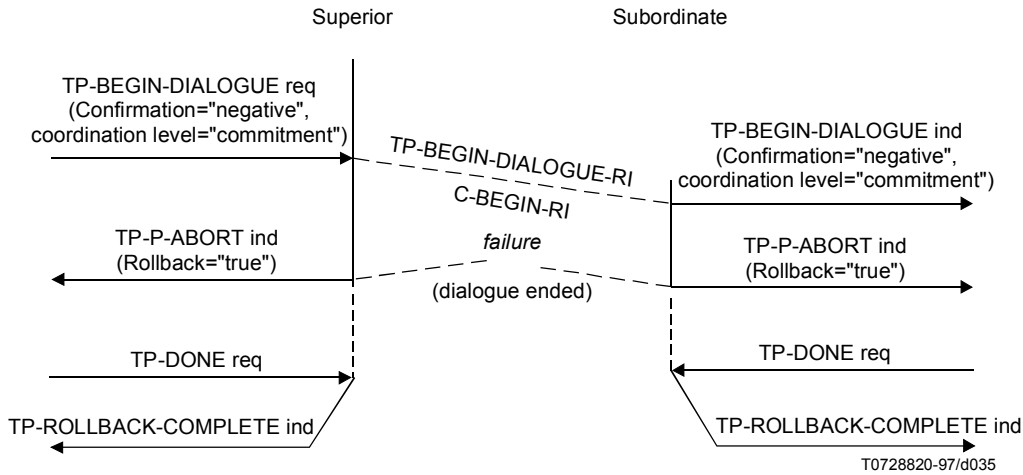 Superior
Subordinate
TP-BEGIN-DIALOGUE req
(Confirmation="negative",
coordination level="commitment")
TP-BEGIN-DIALOGUE-RI
C-BEGIN-RI
TP-BEGIN-DIALOGUE ind
(Confirmation="negative",
coordination level="commitment")
TP-P-ABORT ind
(Rollback="true")
failure
(dialogue ended)
TP-P-ABORT ind
(Rollback="true")
TP-DONE req
TP-DONE req
TP-ROLLBACK-COMPLETE ind
TP-ROLLBACK-COMPLETE ind
T0728820-97/d035